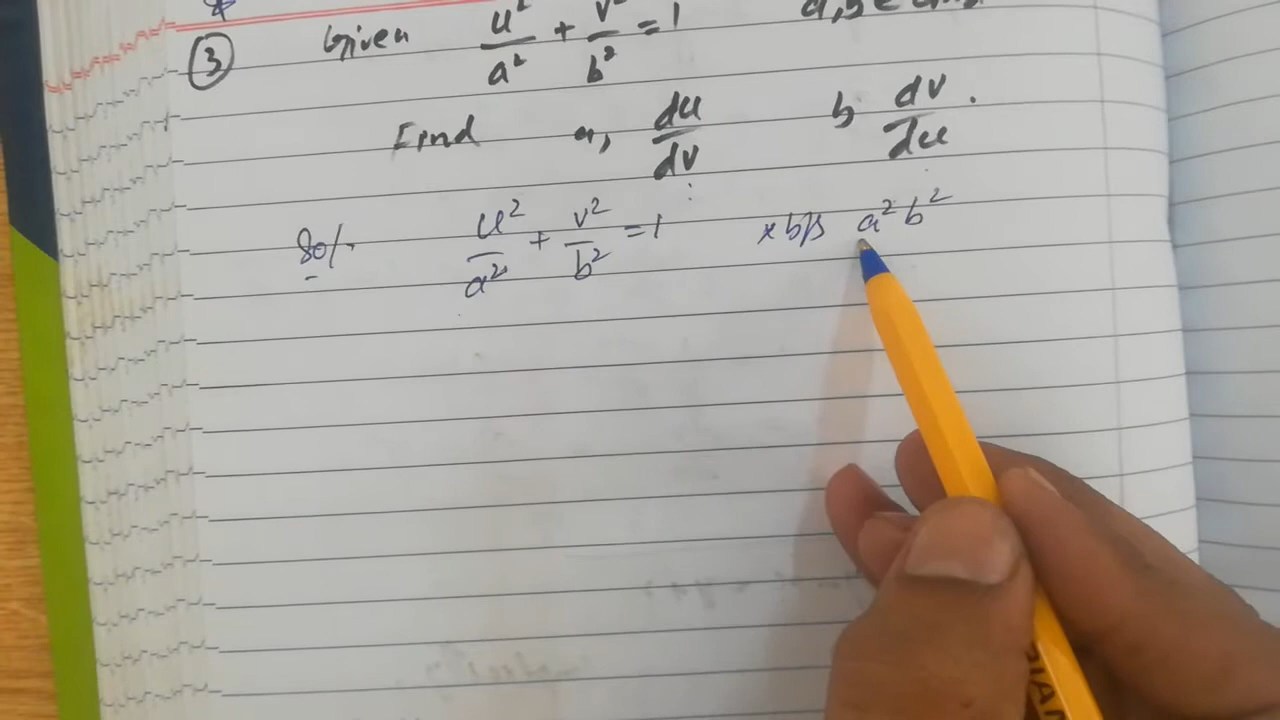 ③ Given u²/a² + v²/b² = 1
Find a, du/dv b dv/du.
Sol. u²/a² + v²/b² = 1 x b/s a²b²